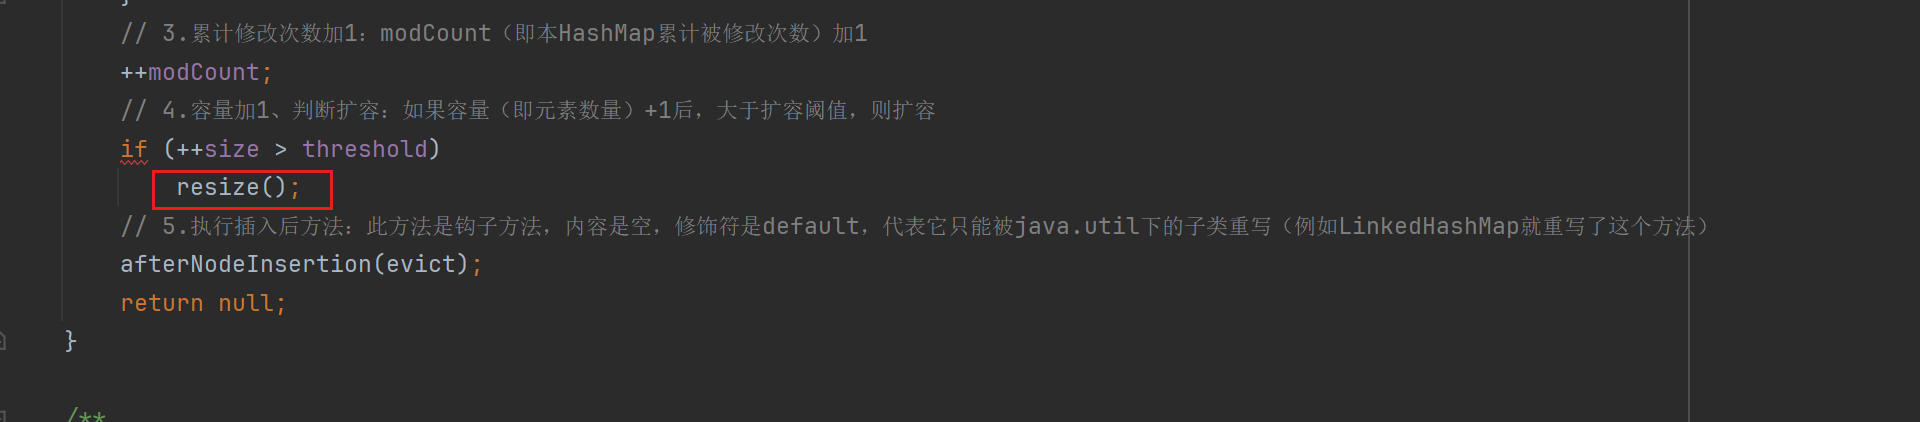 }
// 3.累计修改次数加1：modCount（即本HashMap累计被修改次数）加1
++modCount;
// 4.容量加1、判断扩容：如果容量（即元素数量）+1后，大于扩容阈值，则扩容
if (++size > threshold)
resize();
// 5.执行插入后方法：此方法是钩子方法，内容是空，修饰符是default，代表它只能被java.util下的子类重写（例如LinkedHashMap就重写了这个方法）
afterNodeInsertion(evict);
return null;
}
/**